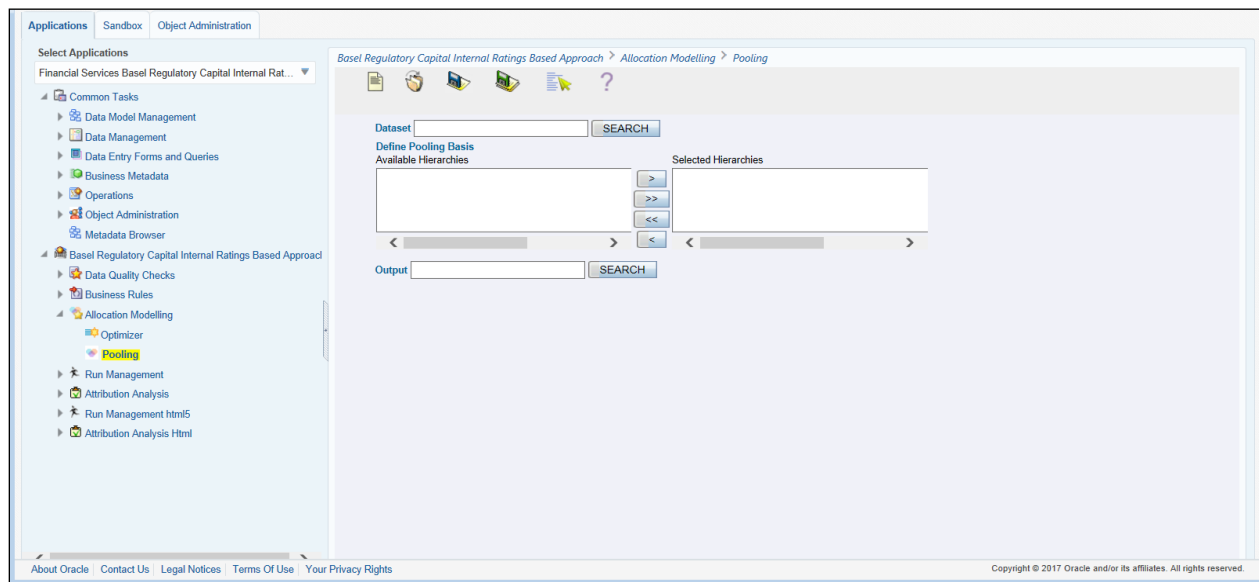 Applications Sandbox Object Administration
Select Applications
Financial Services Basel Regulatory Capital Internal Rat...
Common Tasks
Data Model Management
Data Management
Data Entry Forms and Queries
Business Metadata
Operations
Object Administration
Metadata Browser
Basel Regulatory Capital Internal Ratings Based Approacl
Data Quality Checks
Business Rules
Allocation Modelling
Optimizer
Pooling
Run Management
Attribution Analysis
Run Management html5
Attribution Analysis Html
Basel Regulatory Capital Internal Ratings Based Approach > Allocation Modelling > Pooling
?
Dataset SEARCH
Define Pooling Basis
Available Hierarchies Selected Hierarchies
>
>>
<<
<
Output SEARCH
About Oracle Contact Us Legal Notices Terms Of Use Your Privacy Rights
Copyright © 2017 Oracle and/or its affiliates. All rights reserved.